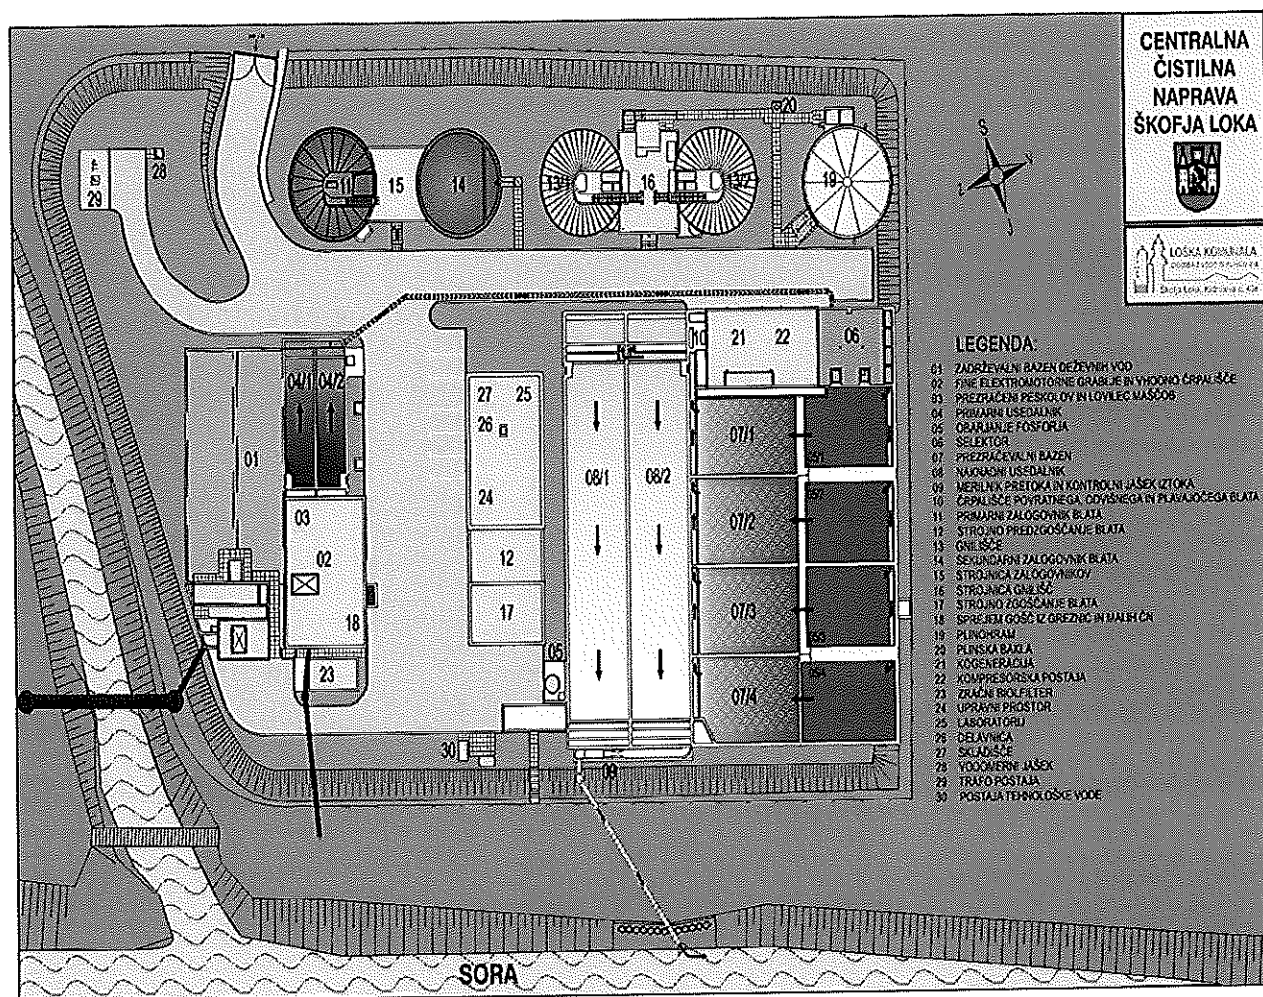 CENTRALNA
ČISTILNA
NAPRAVA
ŠKOFJA LOKA
LOŠKA KOMUNALA
S
J
20
28
29
11
15
14
13/1
16
13/2
19
04/1
04/2
10
21
22
06
27
25
26
24
01
03
02
18
12
17
05
23
08/1
08/2
07/1
07/2
07/3
07/4
30
09
SORA
LEGENDA:
01 ZADRŽEVALNI BAZEN DEŽEVNIH VOD
02 FINE ELEKTROMOTORNE GRABLJE IN VHODNO ČRPALIŠČE
03 PREZRAČENI PESKOLOV IN LOVILEC MAŠČOB
04 PRIMARNI USEDALNIK
05 OBARJANJE FOSFORJA
06 SELEKTOR
07 PREZRAČEVALNI BAZEN
08 NAKNADNI USEDALNIK
09 MERILNIK PRETOKA IN KONTROLNI JAŠEK IZTOKA
10 ČRPALIŠČE POVRATNEGA, ODVIŠNEGA IN PLAVAJOČEGA BLATA
11 PRIMARNI ZALOGOVNIK BLATA
12 STROJNO PREDZGOŠČANJE BLATA
13 GNILIŠČE
14 SEKUNDARNI ZALOGOVNIK BLATA
15 STROJNICA ZALOGOVNIKOV
16 STROJNICA GNILIŠČ
17 STROJNO ZGOŠČANJE BLATA
18 SPREJEM GOŠČ IZ GREZNIC IN MALIH ČN
19 PLINOHRAM
20 PLINSKA BAKLA
21 KOGENERACIJA
22 KOMPRESORSKA POSTAJA
23 ZRAČNI BIOLFILTER
24 UPRAVNI PROSTOR
25 LABORATORIJ
26 DELAVNICA
27 SKLADIŠČE
28 VODOMERNI JAŠEK
29 TRAFO POSTAJA
30 POSTAJA TEHNOLOŠKE VODE